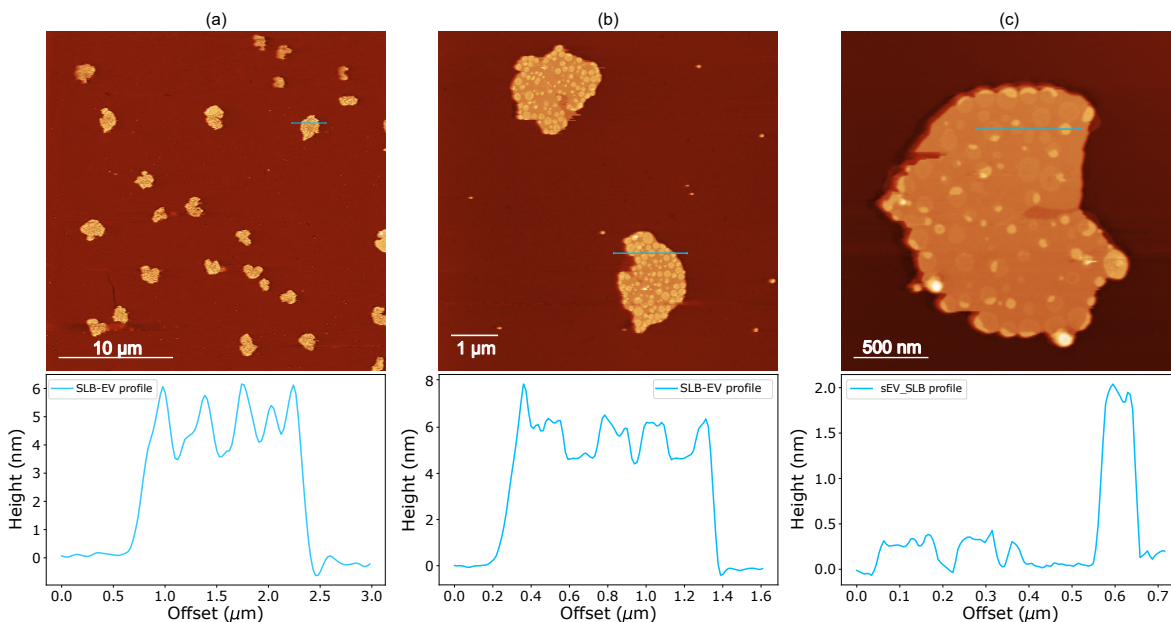 (a)
(b)
(c)
10 μm
1 μm
500 nm
SLB-EV profile
6
5
4
3
2
1
0
Height (nm)
0.0 0.5 1.0 1.5 2.0 2.5 3.0
Offset (μm)
SLB-EV profile
8
6
4
2
0
Height (nm)
0.0 0.2 0.4 0.6 0.8 1.0 1.2 1.4 1.6
Offset (μm)
sEV_SLB profile
2.0
1.5
1.0
0.5
0.0
Height (nm)
0.0 0.1 0.2 0.3 0.4 0.5 0.6 0.7
Offset (μm)